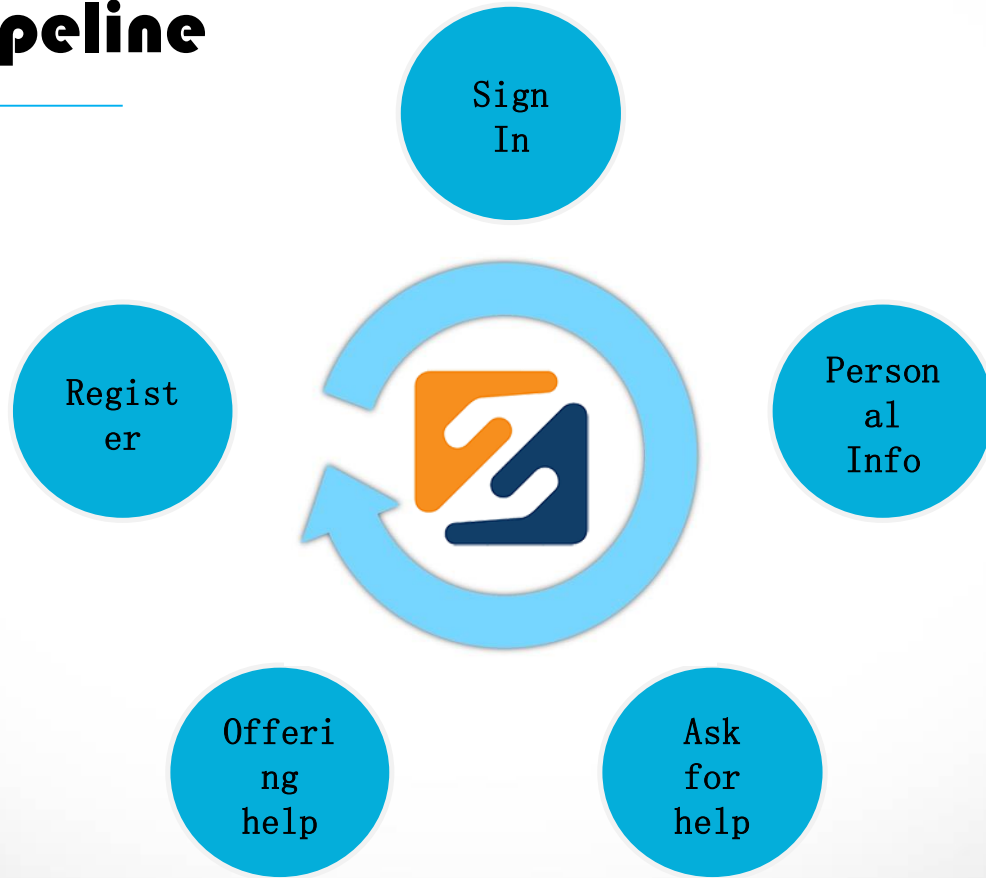 peline
Sign
In
Regist
er
Person
al
Info
Offeri
ng
help
Ask
for
help